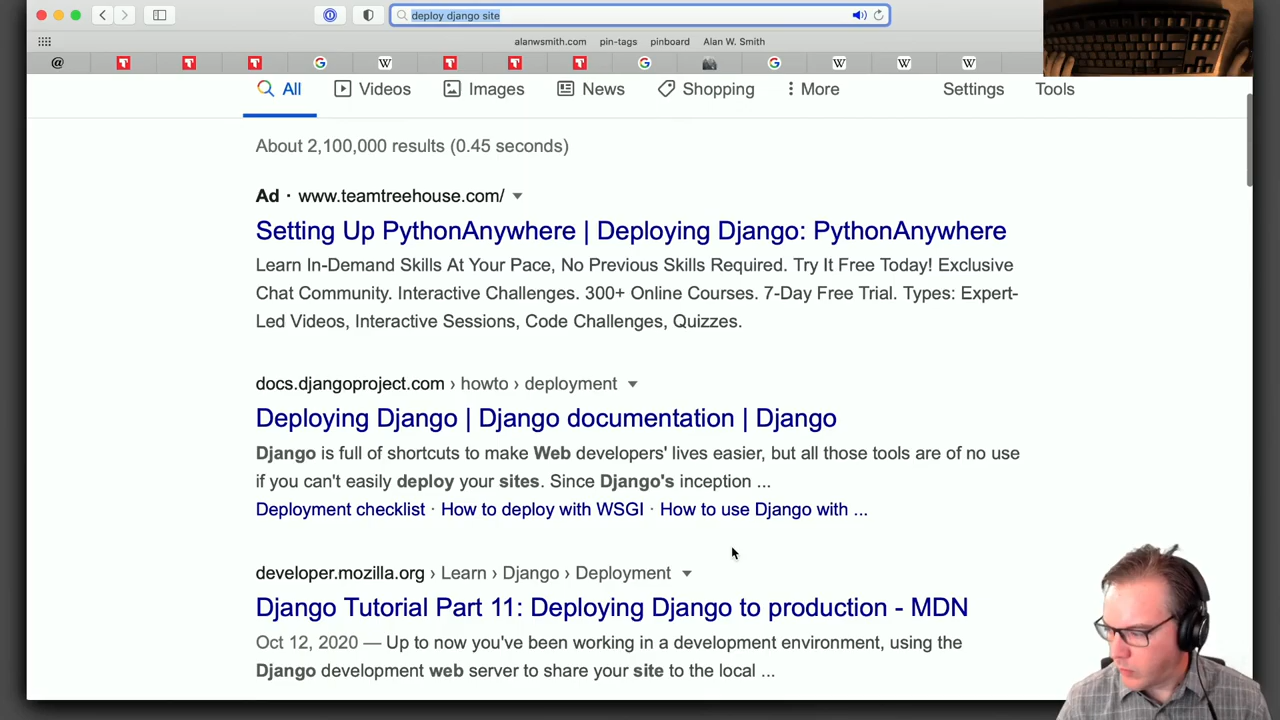 deploy django site
alanwsmith.com pin-tags pinboard Alan W. Smith
@ T T T G W T T T G G W W W
All Videos Images News Shopping More Settings Tools
About 2,100,000 results (0.45 seconds)
Ad · www.teamtreehouse.com/
Setting Up PythonAnywhere | Deploying Django: PythonAnywhere
Learn In-Demand Skills At Your Pace, No Previous Skills Required. Try It Free Today! Exclusive
Chat Community. Interactive Challenges. 300+ Online Courses. 7-Day Free Trial. Types: Expert-
Led Videos, Interactive Sessions, Code Challenges, Quizzes.
docs.djangoproject.com › howto › deployment
Deploying Django | Django documentation | Django
Django is full of shortcuts to make Web developers' lives easier, but all those tools are of no use
if you can't easily deploy your sites. Since Django's inception ...
Deployment checklist · How to deploy with WSGI · How to use Django with ...
developer.mozilla.org › Learn › Django › Deployment
Django Tutorial Part 11: Deploying Django to production - MDN
Oct 12, 2020 — Up to now you've been working in a development environment, using the
Django development web server to share your site to the local ...